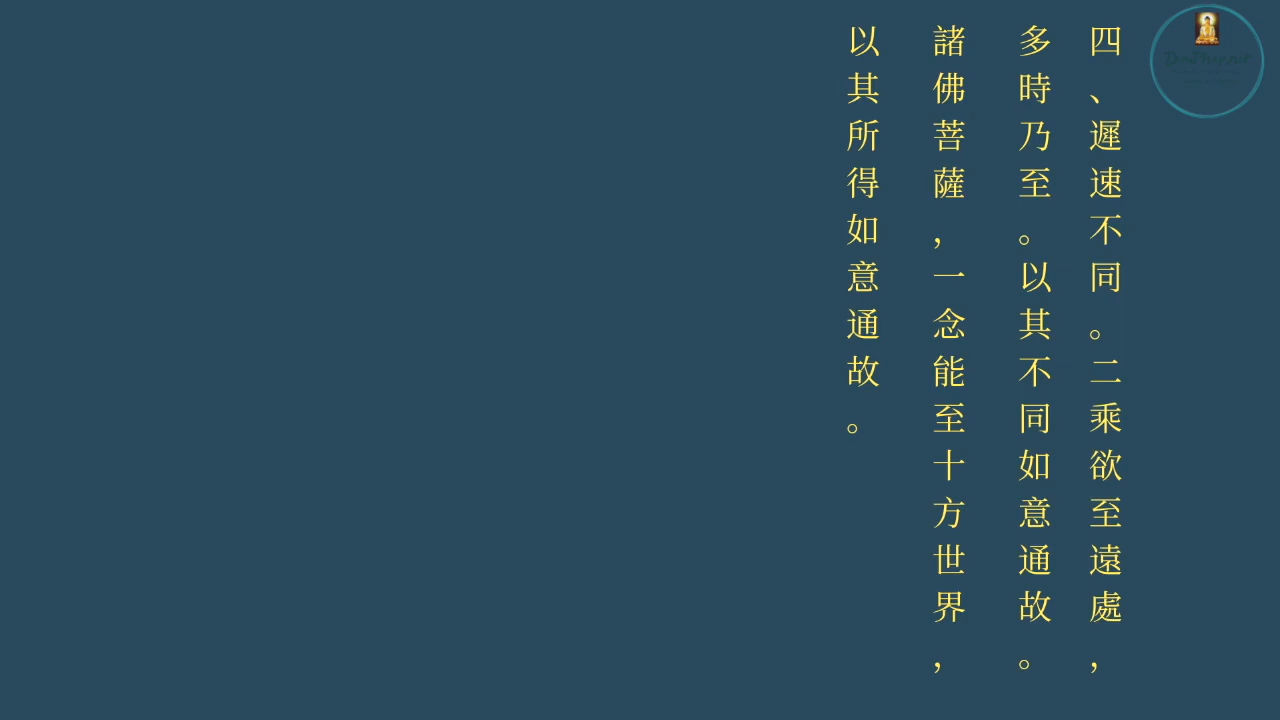 四、遲速不同。二乘欲至遠處,
多時乃至。以其不同如意通故。
諸佛菩薩,一念能至十方世界,
以其所得如意通故。